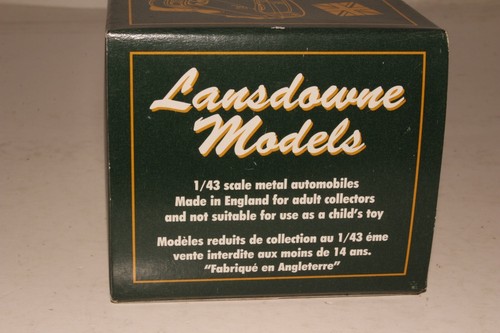 Lansdowne
Models
1/43 scale metal automobiles
Made in England for adult collectors
and not suitable for use as a child's toy
Modèles reduits de collection au 1/43 éme
vente interdite aux moins de 14 ans.
"Fabriqué en Angleterre"